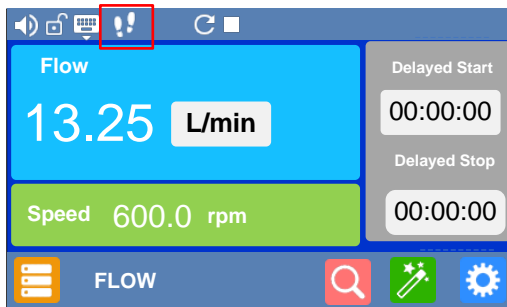 Flow
13.25 L/min
Speed 600.0 rpm
Delayed Start
00:00:00
Delayed Stop
00:00:00
FLOW